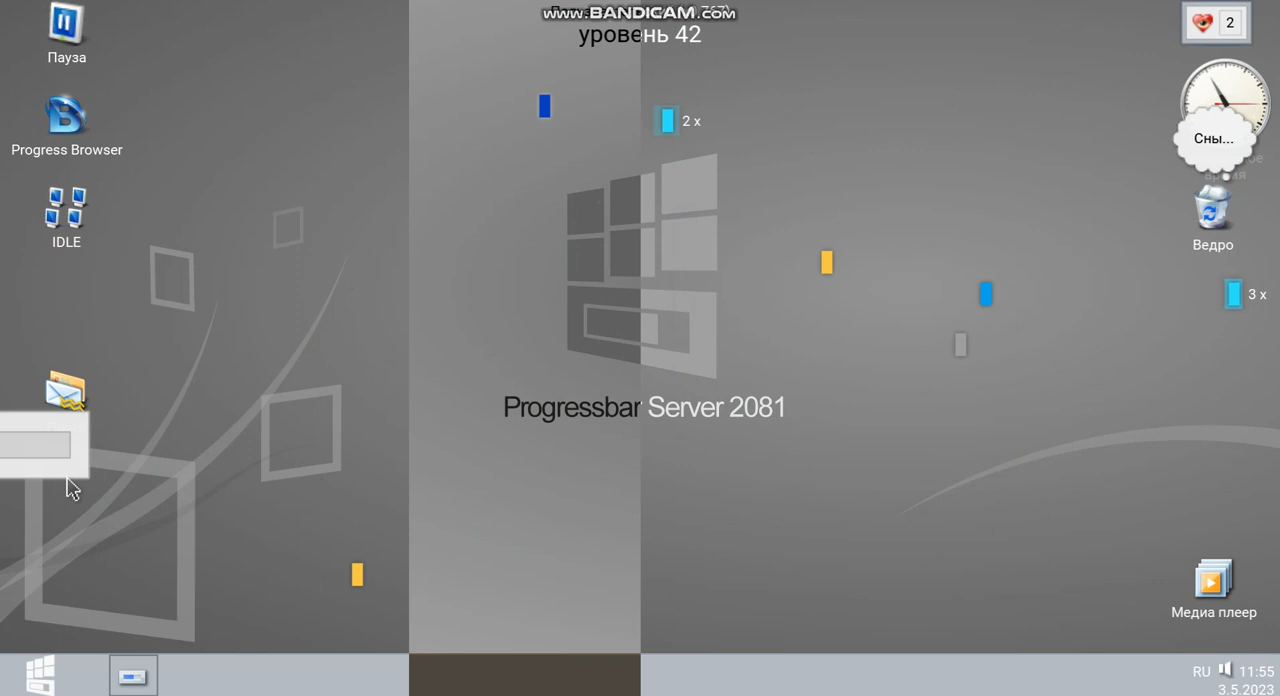 www.BANDICAM.com
уровень 42
2
Пауза
2 x
Progress Browser
Сны...
IDLE
Ведро
3 x
Progressbar Server 2081
Медиа плеер
RU 11:55
3.5.2023